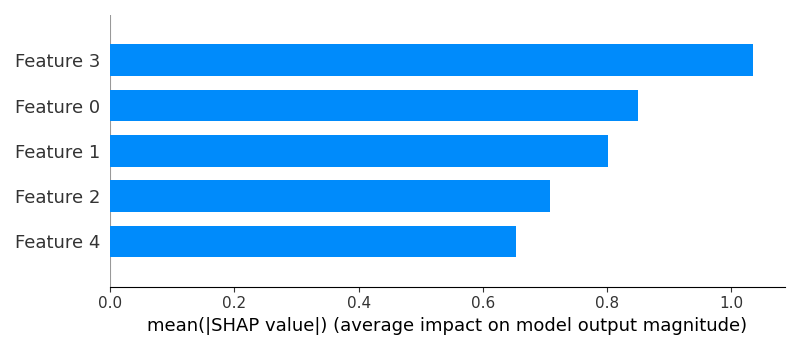 Feature 3
Feature 0
Feature 1
Feature 2
Feature 4
0.0 0.2 0.4 0.6 0.8 1.0
mean(|SHAP value|) (average impact on model output magnitude)